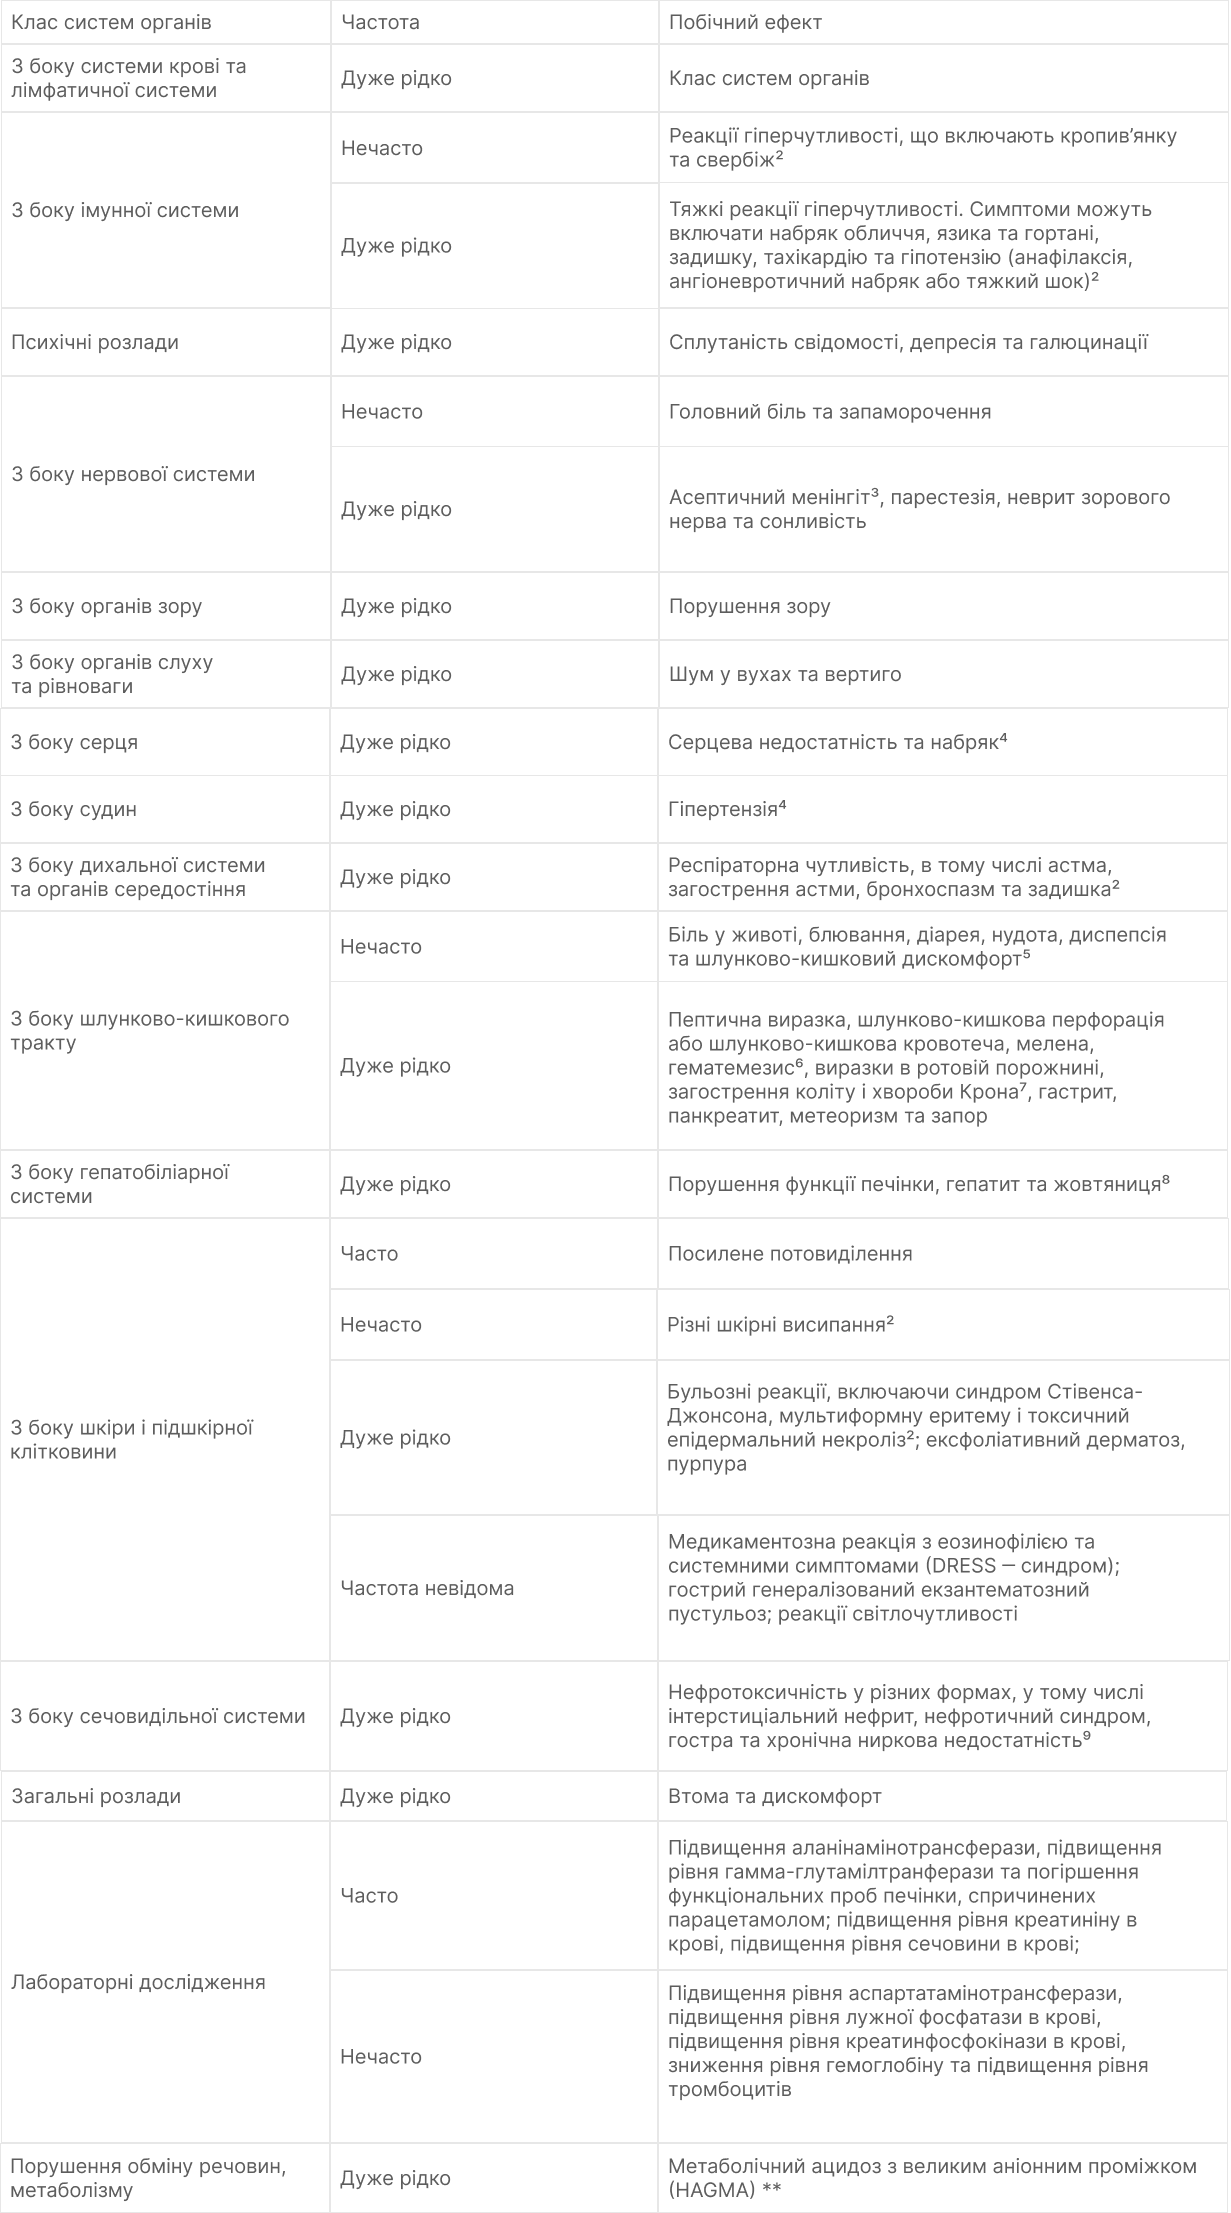 Клас систем органів
Частота
Побічний ефект
З боку системи крові та
лімфатичної системи
Дуже рідко
Клас систем органів
З боку імунної системи
Нечасто
Реакції гіперчутливості, що включають кропив’янку
та свербіж²
Дуже рідко
Тяжкі реакції гіперчутливості. Симптоми можуть
включати набряк обличчя, язика та гортані,
задишку, тахікардію та гіпотензію (анафілаксія,
ангіоневротичний набряк або тяжкий шок)²
Психічні розлади
Дуже рідко
Сплутаність свідомості, депресія та галюцинації
З боку нервової системи
Нечасто
Головний біль та запаморочення
Дуже рідко
Асептичний менінгіт³, парестезія, неврит зорового
нерва та сонливість
З боку органів зору
Дуже рідко
Порушення зору
З боку органів слуху
та рівноваги
Дуже рідко
Шум у вухах та вертиго
З боку серця
Дуже рідко
Серцева недостатність та набряк⁴
З боку судин
Дуже рідко
Гіпертензія⁴
З боку дихальної системи
та органів середостіння
Дуже рідко
Респіраторна чутливість, в тому числі астма,
загострення астми, бронхоспазм та задишка²
З боку шлунково-кишкового
тракту
Нечасто
Біль у животі, блювання, діарея, нудота, диспепсія
та шлунково-кишковий дискомфорт⁵
Дуже рідко
Пептична виразка, шлунково-кишкова перфорація
або шлунково-кишкова кровотеча, мелена,
гематемезис⁶, виразки в ротовій порожнині,
загострення коліту і хвороби Крона⁷, гастрит,
панкреатит, метеоризм та запор
З боку гепатобіліарної
системи
Дуже рідко
Порушення функції печінки, гепатит та жовтяниця⁸
З боку шкіри і підшкірної
клітковини
Часто
Посилене потовиділення
Нечасто
Різні шкірні висипання²
Дуже рідко
Бульозні реакції, включаючи синдром Стівенса-
Джонсона, мультиформну еритему і токсичний
епідермальний некроліз²; ексфоліативний дерматоз,
пурпура
Частота невідома
Медикаментозна реакція з еозинофілією та
системними симптомами (DRESS – синдром);
гострий генералізований екзантематозний
пустульоз; реакції світлочутливості
З боку сечовидільної системи
Дуже рідко
Нефротоксичність у різних формах, у тому числі
інтерстиціальний нефрит, нефротичний синдром,
гостра та хронічна ниркова недостатність⁹
Загальні розлади
Дуже рідко
Втома та дискомфорт
Лабораторні дослідження
Часто
Підвищення аланінамінотрансферази, підвищення
рівня гамма-глутамілтранферази та погіршення
функціональних проб печінки, спричинених
парацетамолом; підвищення рівня креатиніну в
крові, підвищення рівня сечовини в крові;
Нечасто
Підвищення рівня аспартатамінотрансферази,
підвищення рівня лужної фосфатази в крові,
підвищення рівня креатинфосфокінази в крові,
зниження рівня гемоглобіну та підвищення рівня
тромбоцитів
Порушення обміну речовин,
метаболізму
Дуже рідко
Метаболічний ацидоз з великим аніонним проміжком
(HAGMA) **